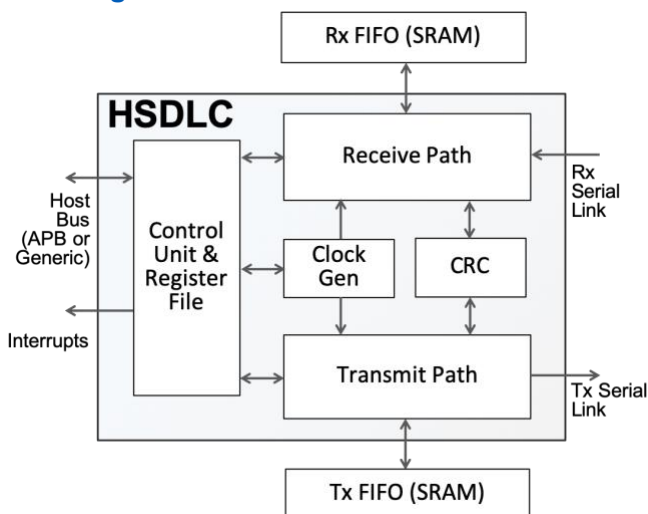 Rx FIFO (SRAM)
HSDLC
Receive Path
Rx
Serial
Link
Host
Bus
(APB or
Generic)
Control
Unit &
Register
File
Clock
Gen
CRC
Interrupts
Transmit Path
Tx Serial
Link
Tx FIFO (SRAM)